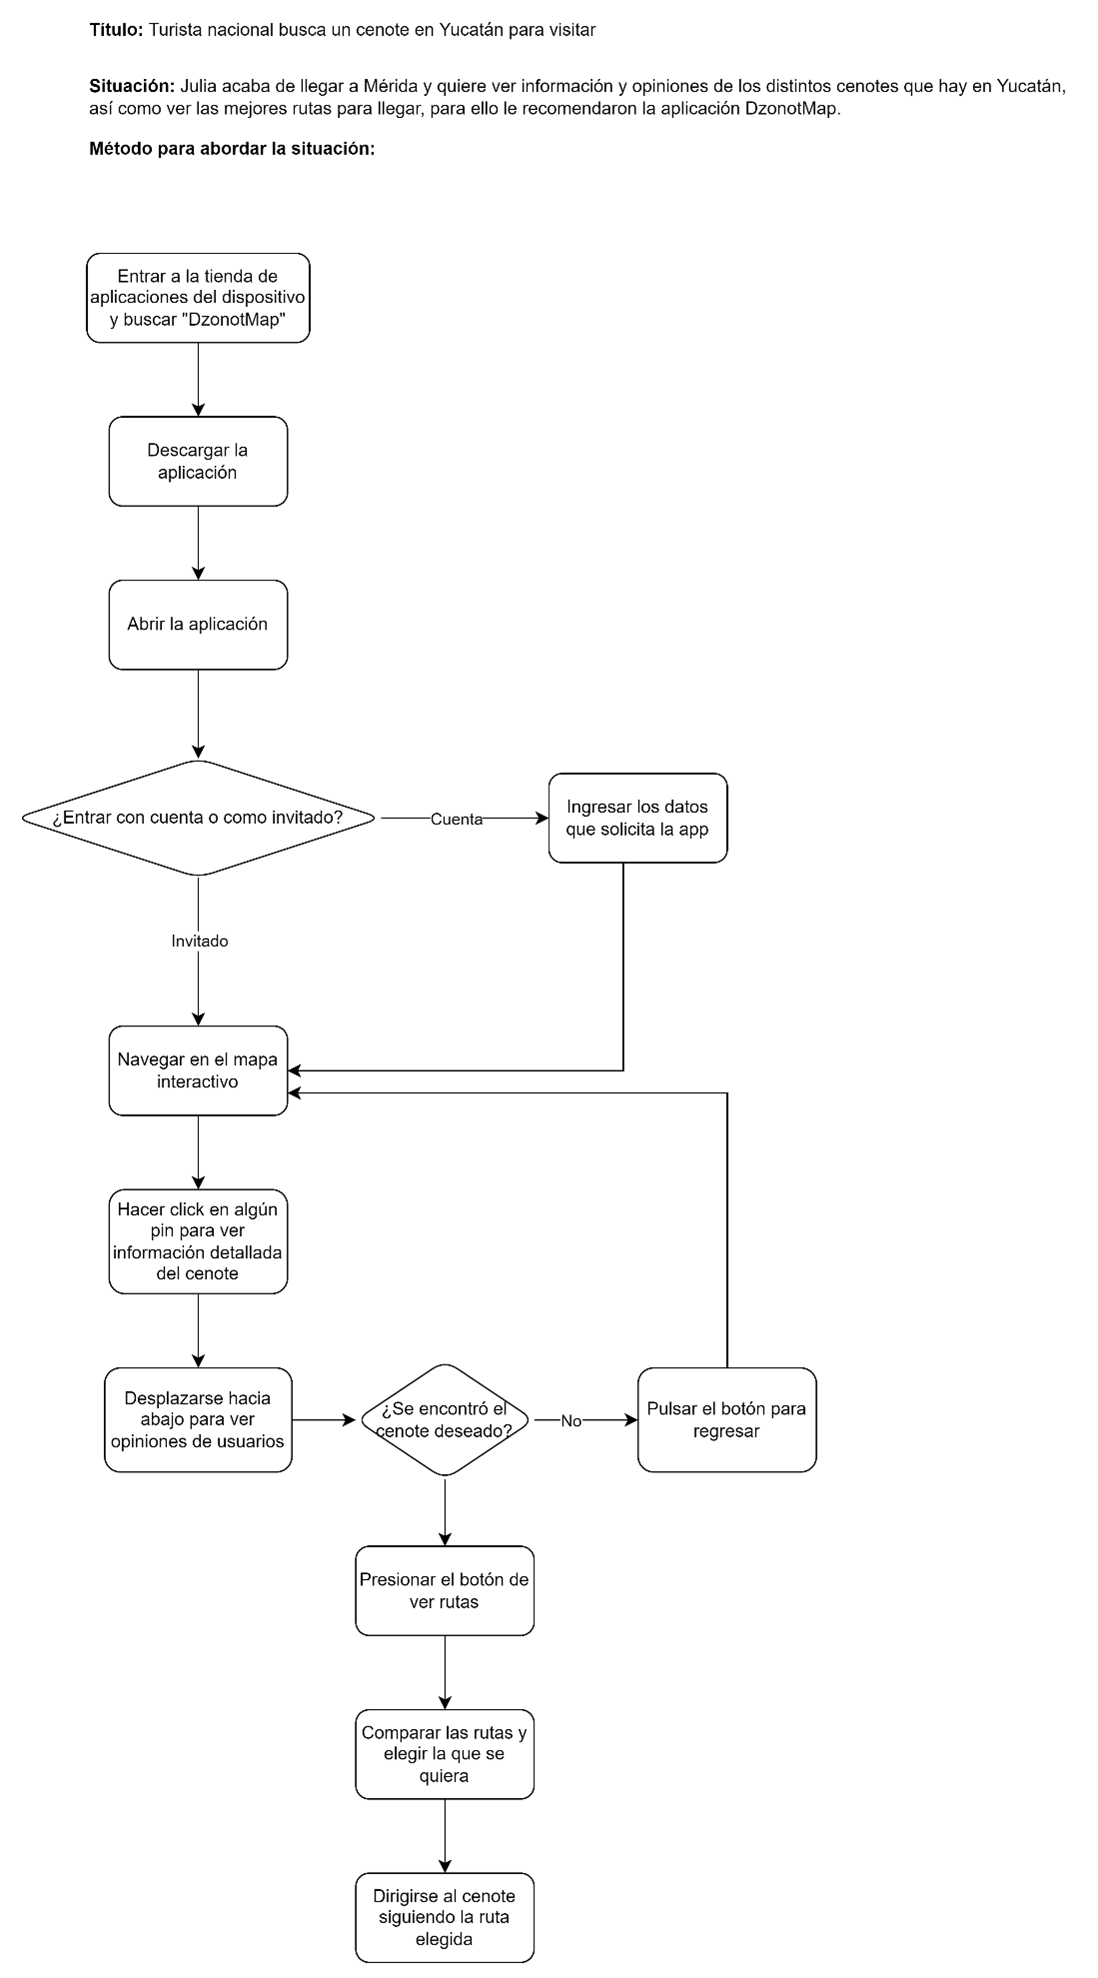 Título: Turista nacional busca un cenote en Yucatán para visitar
Situación: Julia acaba de llegar a Mérida y quiere ver información y opiniones de los distintos cenotes que hay en Yucatán,
así como ver las mejores rutas para llegar, para ello le recomendaron la aplicación DzonotMap.
Método para abordar la situación:
Entrar a la tienda de
aplicaciones del dispositivo
y buscar "DzonotMap"
Descargar la
aplicación
Abrir la aplicación
¿Entrar con cuenta o como invitado?
Cuenta
Ingresar los datos
que solicita la app
Invitado
Navegar en el mapa
interactivo
Hacer click en algún
pin para ver
información detallada
del cenote
Desplazarse hacia
abajo para ver
opiniones de usuarios
¿Se encontró el
cenote deseado?
No
Pulsar el botón para
regresar
Presionar el botón de
ver rutas
Comparar las rutas y
elegir la que se
quiera
Dirigirse al cenote
siguiendo la ruta
elegida